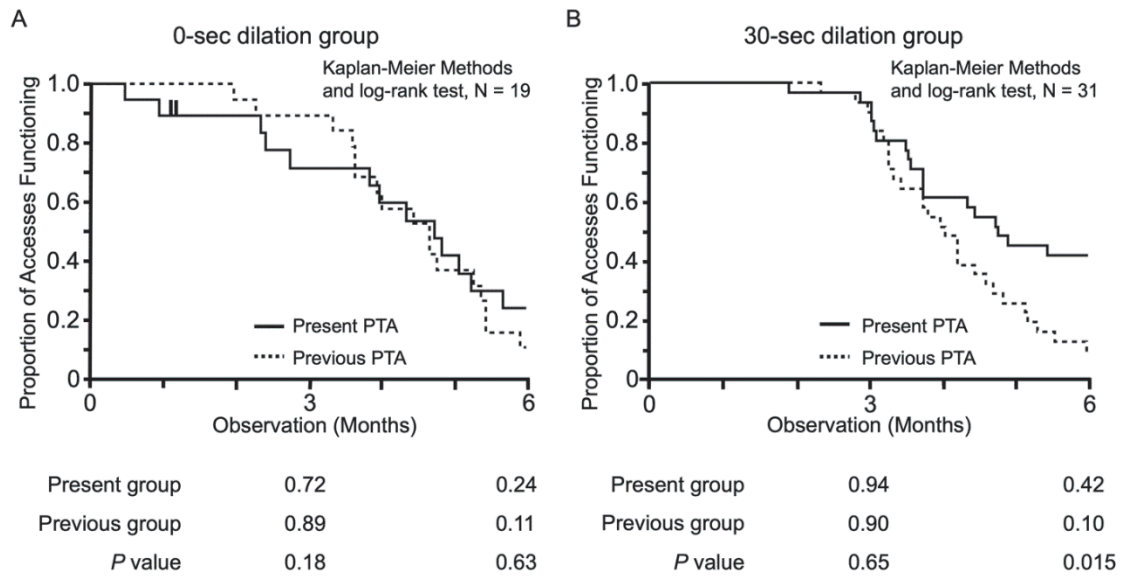 A
0-sec dilation group
Kaplan-Meier Methods
and log-rank test, N = 19
Proportion of Accesses Functioning
1.0
0.8
0.6
0.4
0.2
0
Present PTA
Previous PTA
0 3 6
Observation (Months)
Present group 0.72 0.24
Previous group 0.89 0.11
P value 0.18 0.63
B
30-sec dilation group
Kaplan-Meier Methods
and log-rank test, N = 31
Proportion of Accesses Functioning
1.0
0.8
0.6
0.4
0.2
0
Present PTA
Previous PTA
0 3 6
Observation (Months)
Present group 0.94 0.42
Previous group 0.90 0.10
P value 0.65 0.015